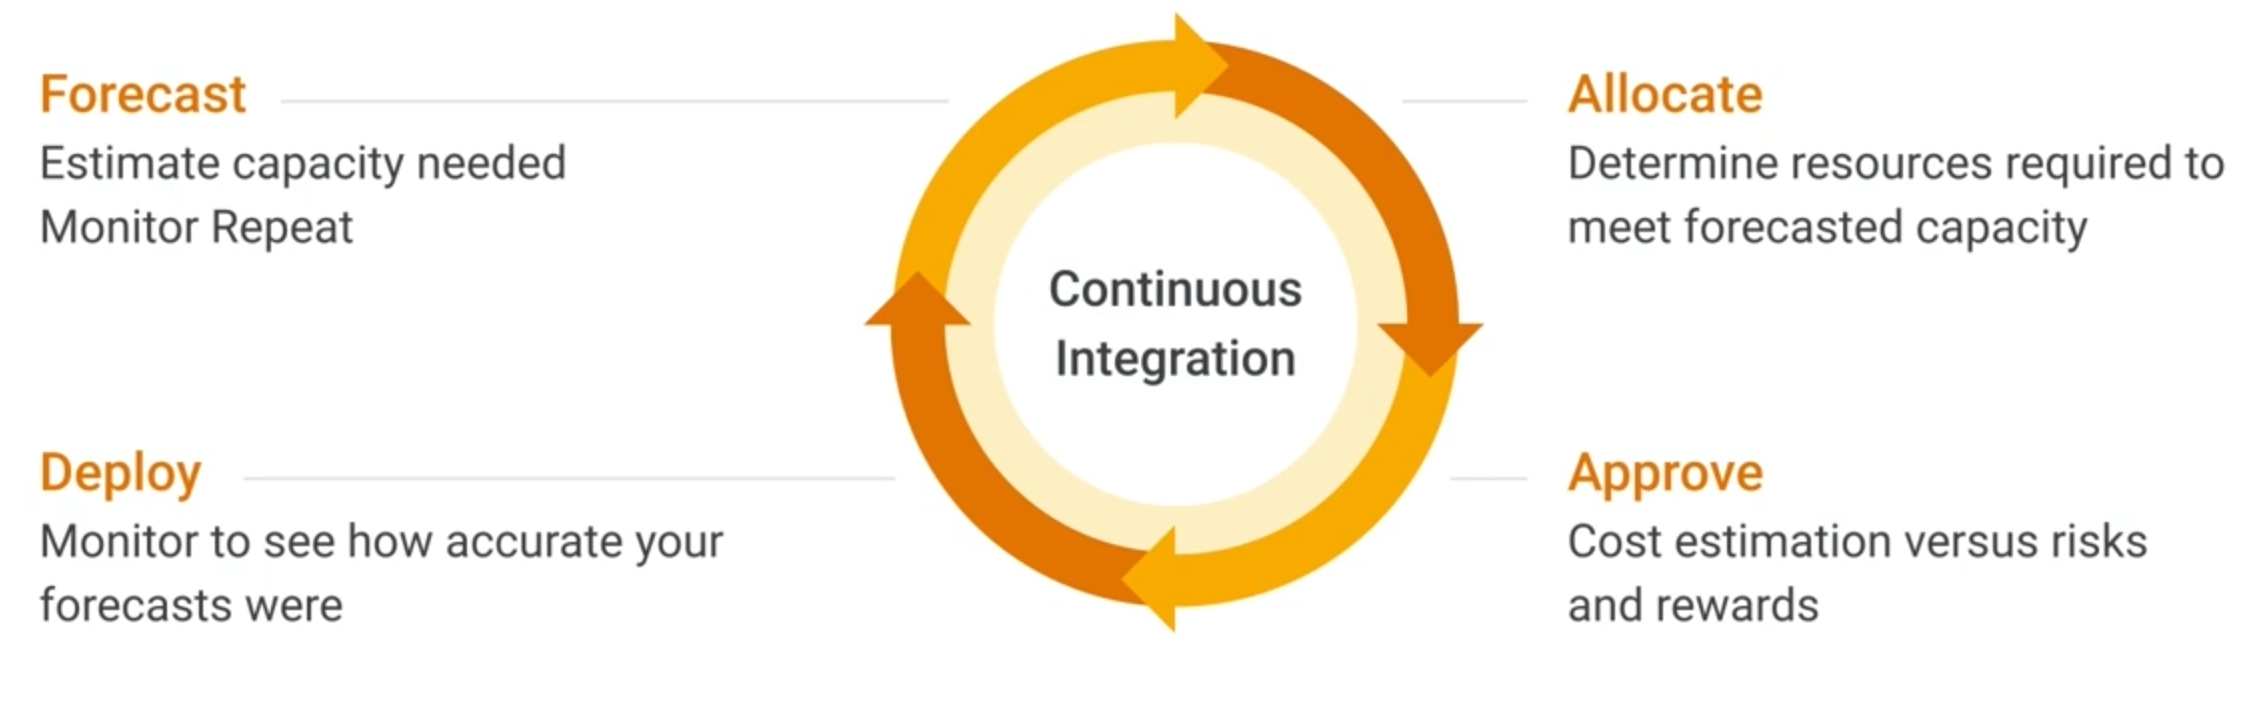 Forecast
Estimate capacity needed
Monitor Repeat
Allocate
Determine resources required to
meet forecasted capacity
Continuous
Integration
Deploy
Monitor to see how accurate your
forecasts were
Approve
Cost estimation versus risks
and rewards